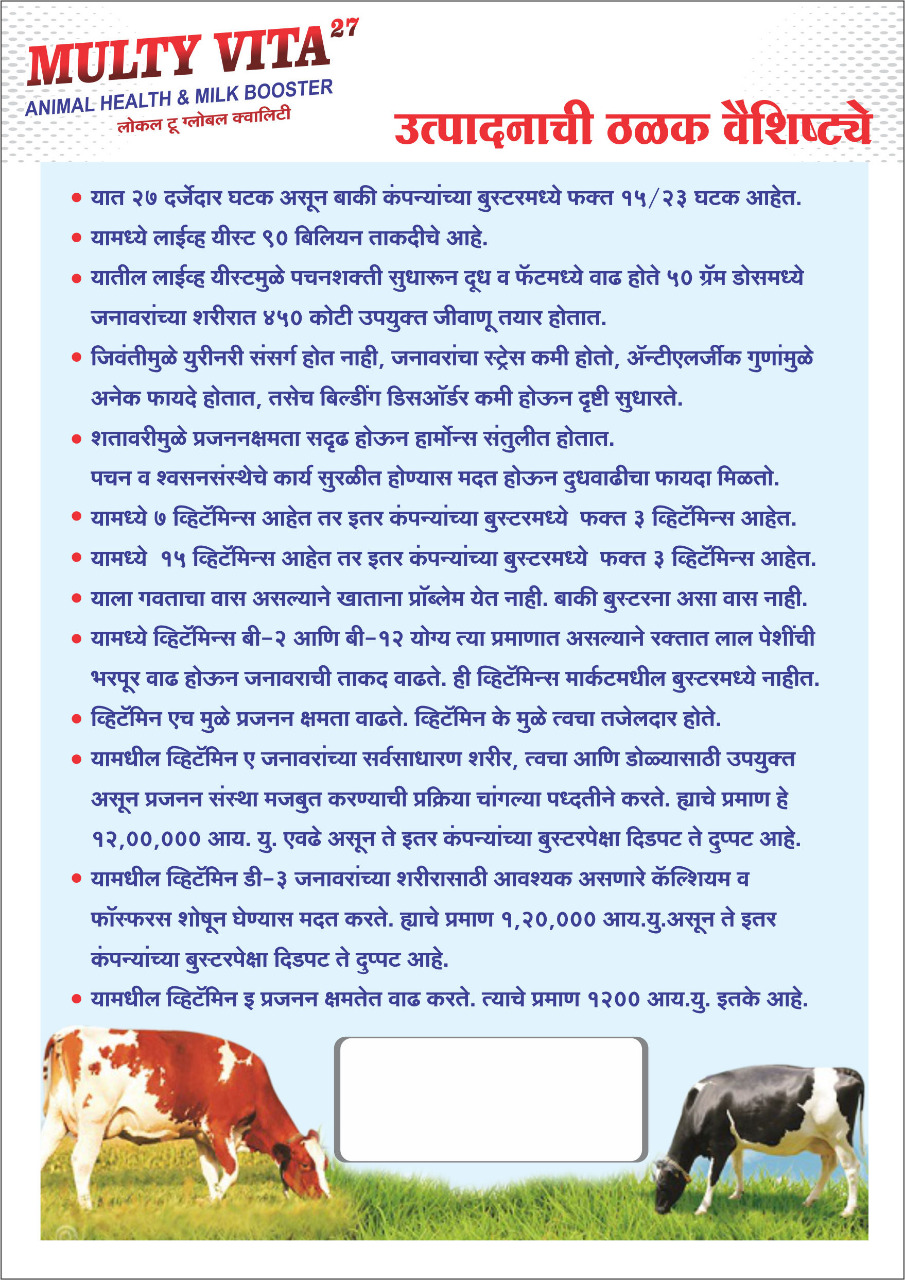 MULTY VITA 27
ANIMAL HEALTH & MILK BOOSTER
लोकल टू ग्लोबल क्वालिटी
उत्पादनाची ठळक वैशिष्ट्ये
• यात २७ दर्जेदार घटक असून बाकी कंपन्यांच्या बुस्टरमध्ये फक्त १५/२३ घटक आहेत.
• यामध्ये लाईव्ह यीस्ट ९० बिलियन ताकदीचे आहे.
• यातील लाईव्ह यीस्टमुळे पचनशक्ती सुधारून दूध व फॅटमध्ये वाढ होते ५० ग्रॅम डोसमध्ये
जनावरांच्या शरीरात ४५० कोटी उपयुक्त जीवाणू तयार होतात.
• जिवंतीमुळे युरीनरी संसर्ग होत नाही, जनावरांचा स्ट्रेस कमी होतो, ॲन्टीएलर्जीक गुणांमुळे
अनेक फायदे होतात, तसेच बिल्डींग डिसऑर्डर कमी होऊन दृष्टी सुधारते.
• शतावरीमुळे प्रजननक्षमता सदृढ होऊन हार्मोन्स संतुलीत होतात.
पचन व श्वसनसंस्थेचे कार्य सुरळीत होण्यास मदत होऊन दुधवाढीचा फायदा मिळतो.
• यामध्ये ७ व्हिटॅमिन्स आहेत तर इतर कंपन्यांच्या बुस्टरमध्ये फक्त ३ व्हिटॅमिन्स आहेत.
• यामध्ये १५ व्हिटॅमिन्स आहेत तर इतर कंपन्यांच्या बुस्टरमध्ये फक्त ३ व्हिटॅमिन्स आहेत.
• याला गवताचा वास असल्याने खाताना प्रॉब्लेम येत नाही. बाकी बुस्टरना असा वास नाही.
• यामध्ये व्हिटॅमिन्स बी-२ आणि बी-१२ योग्य त्या प्रमाणात असल्याने रक्तात लाल पेशींची
भरपूर वाढ होऊन जनावराची ताकद वाढते. ही व्हिटॅमिन्स मार्कटमधील बुस्टरमध्ये नाहीत.
• व्हिटॅमिन एच मुळे प्रजनन क्षमता वाढते. व्हिटॅमिन के मुळे त्वचा तजेलदार होते.
• यामधील व्हिटॅमिन ए जनावरांच्या सर्वसाधारण शरीर, त्वचा आणि डोळ्यासाठी उपयुक्त
असून प्रजनन संस्था मजबुत करण्याची प्रक्रिया चांगल्या पध्दतीने करते. ह्याचे प्रमाण हे
१२,००,००० आय. यु. एवढे असून ते इतर कंपन्यांच्या बुस्टरपेक्षा दिडपट ते दुप्पट आहे.
• यामधील व्हिटॅमिन डी-३ जनावरांच्या शरीरासाठी आवश्यक असणारे कॅल्शियम व
फॉस्फरस शोषून घेण्यास मदत करते. ह्याचे प्रमाण १,२०,००० आय.यु.असून ते इतर
कंपन्यांच्या बुस्टरपेक्षा दिडपट ते दुप्पट आहे.
• यामधील व्हिटॅमिन इ प्रजनन क्षमतेत वाढ करते. त्याचे प्रमाण १२०० आय.यु. इतके आहे.